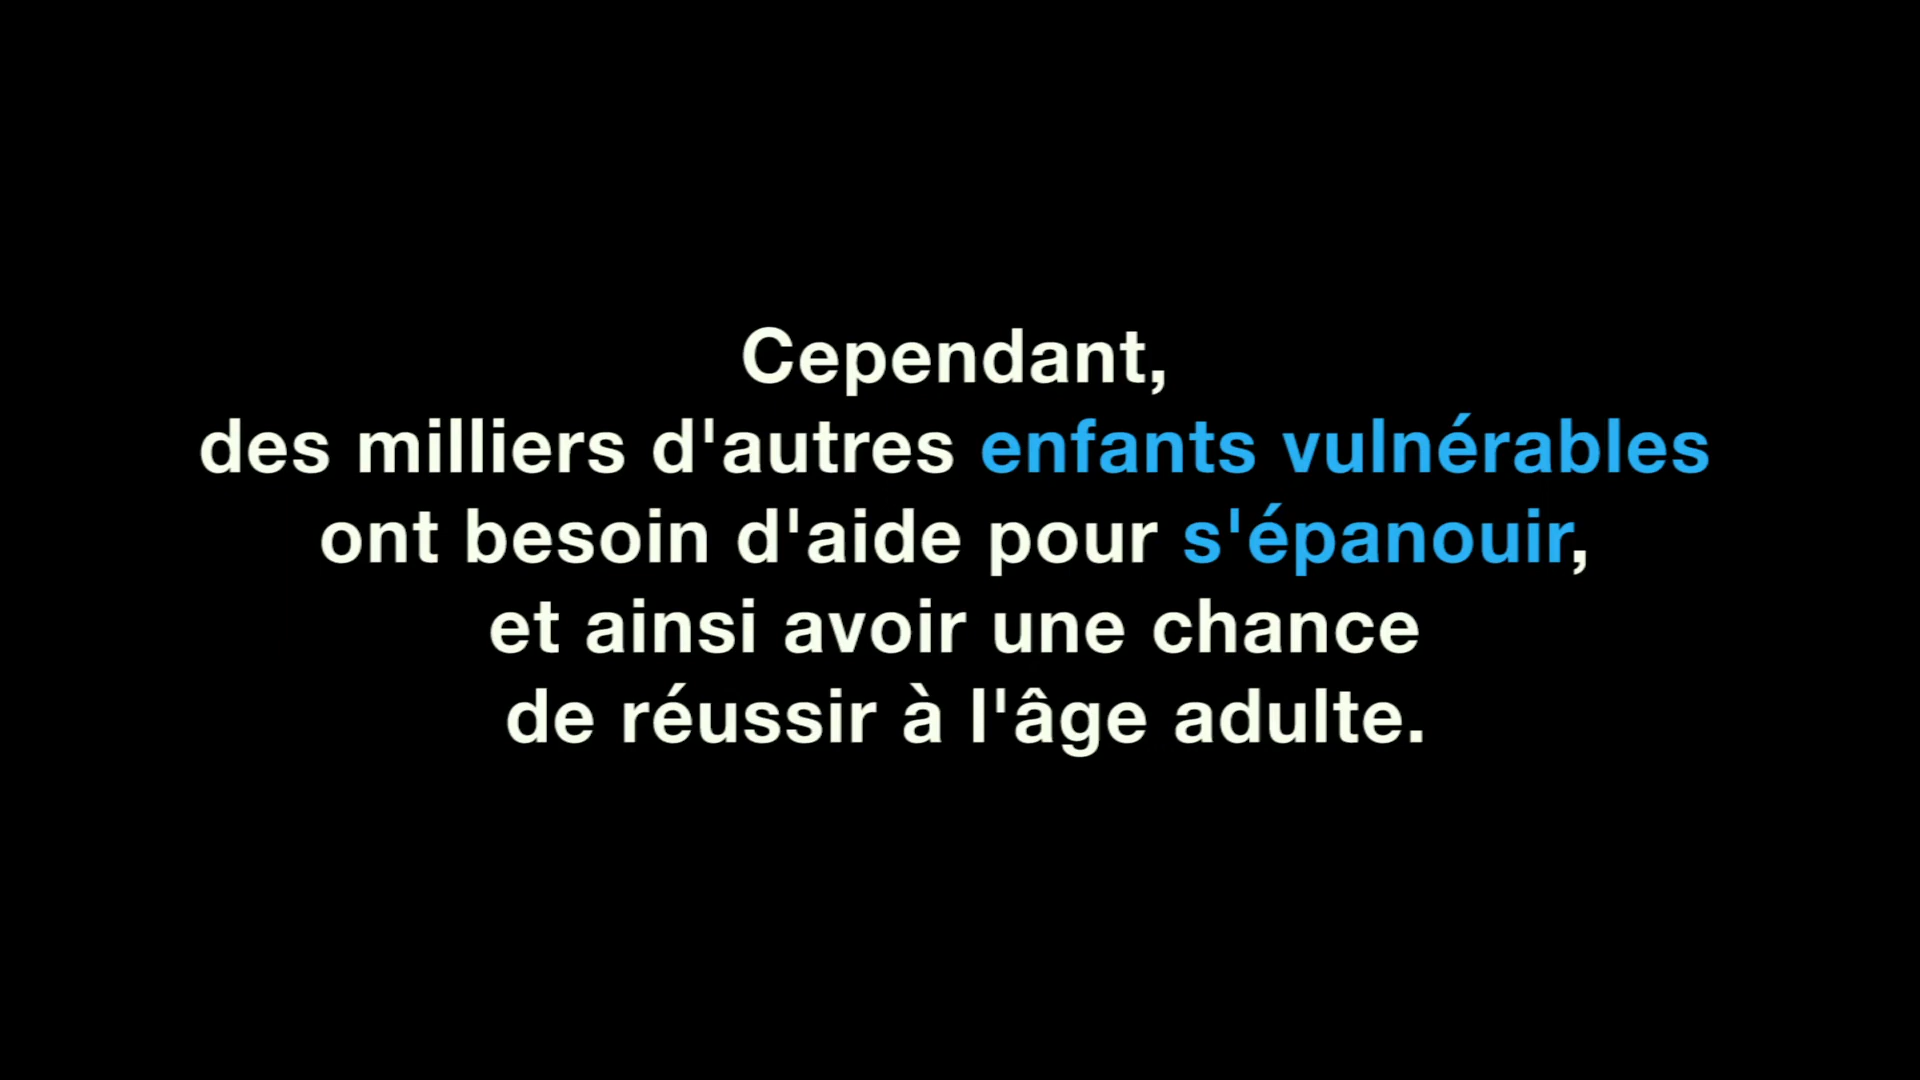 Cependant,
des milliers d'autres enfants vulnérables
ont besoin d'aide pour s'épanouir,
et ainsi avoir une chance
de réussir à l'âge adulte.